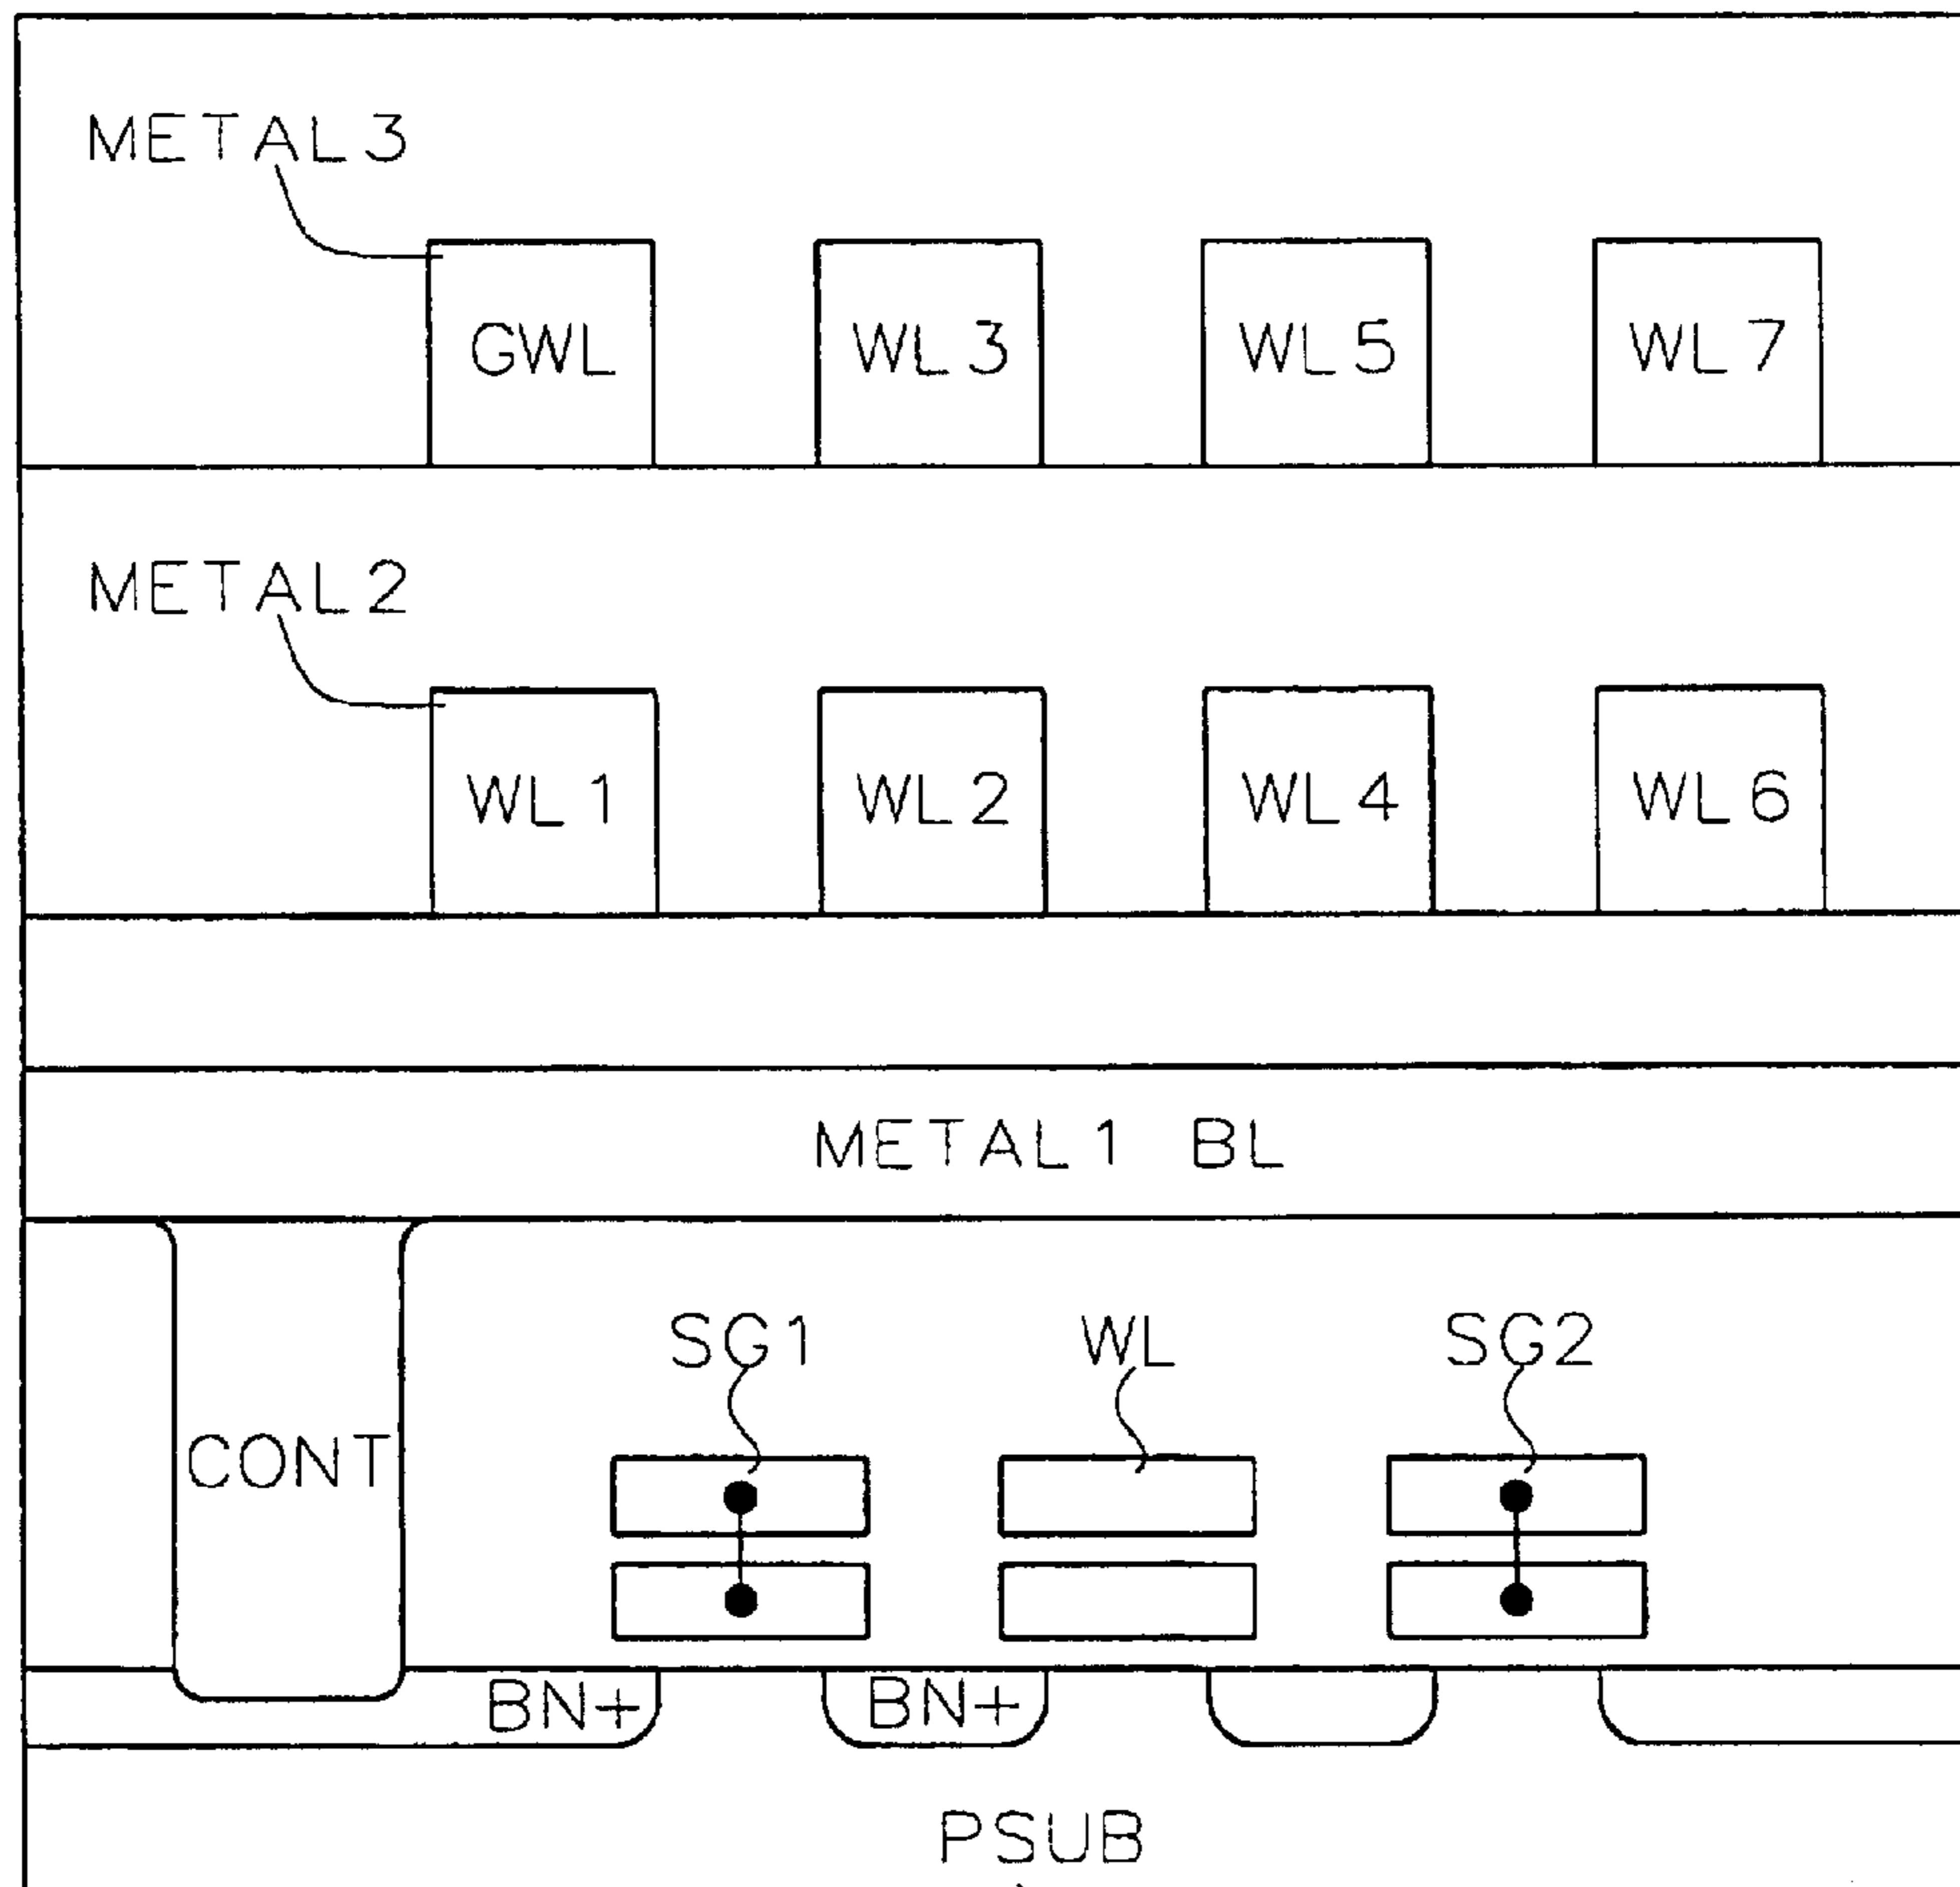 METAL3
GWL WL3 WL5 WL7
METAL2
WL1 WL2 WL4 WL6
METAL1 BL
SG1 WL SG2
CONT
BN+ BN+
PSUB